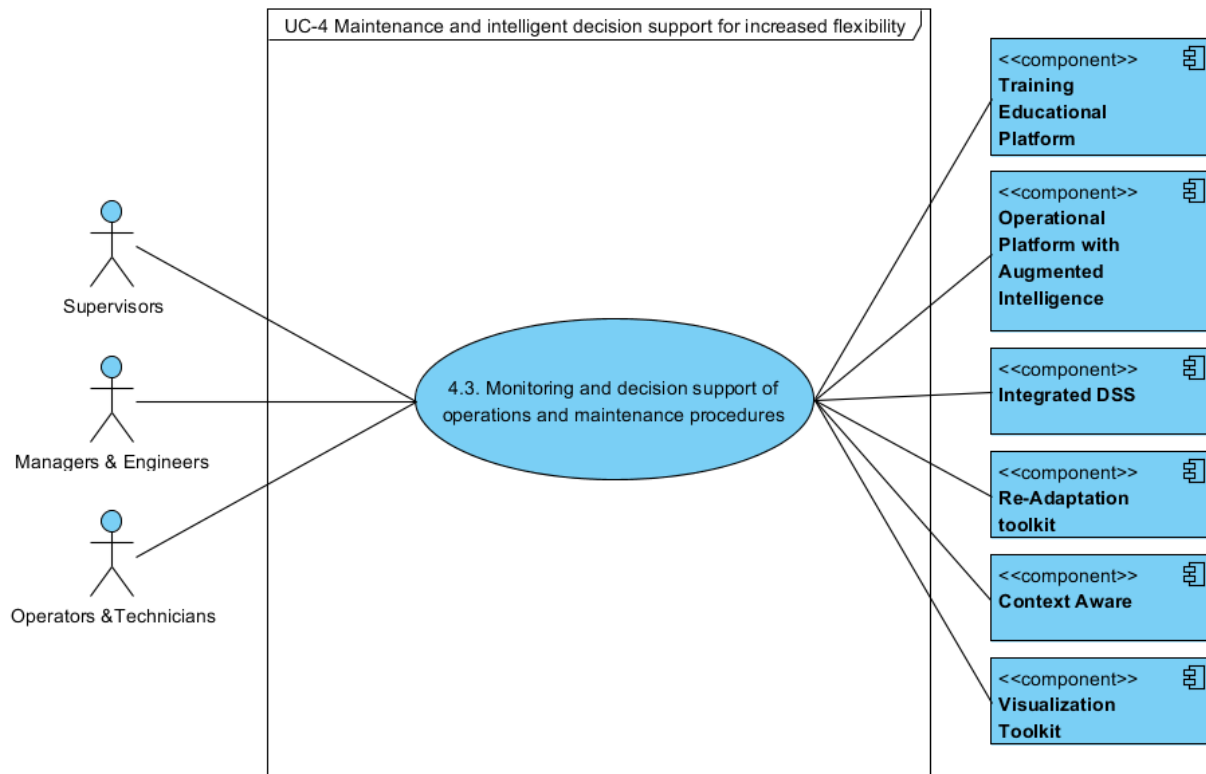 UC-4 Maintenance and intelligent decision support for increased flexibility
Supervisors
Managers & Engineers
Operators &Technicians
4.3. Monitoring and decision support of
operations and maintenance procedures
<<component>>
Training
Educational
Platform
<<component>>
Operational
Platform with
Augmented
Intelligence
<<component>>
Integrated DSS
<<component>>
Re-Adaptation
toolkit
<<component>>
Context Aware
<<component>>
Visualization
Toolkit